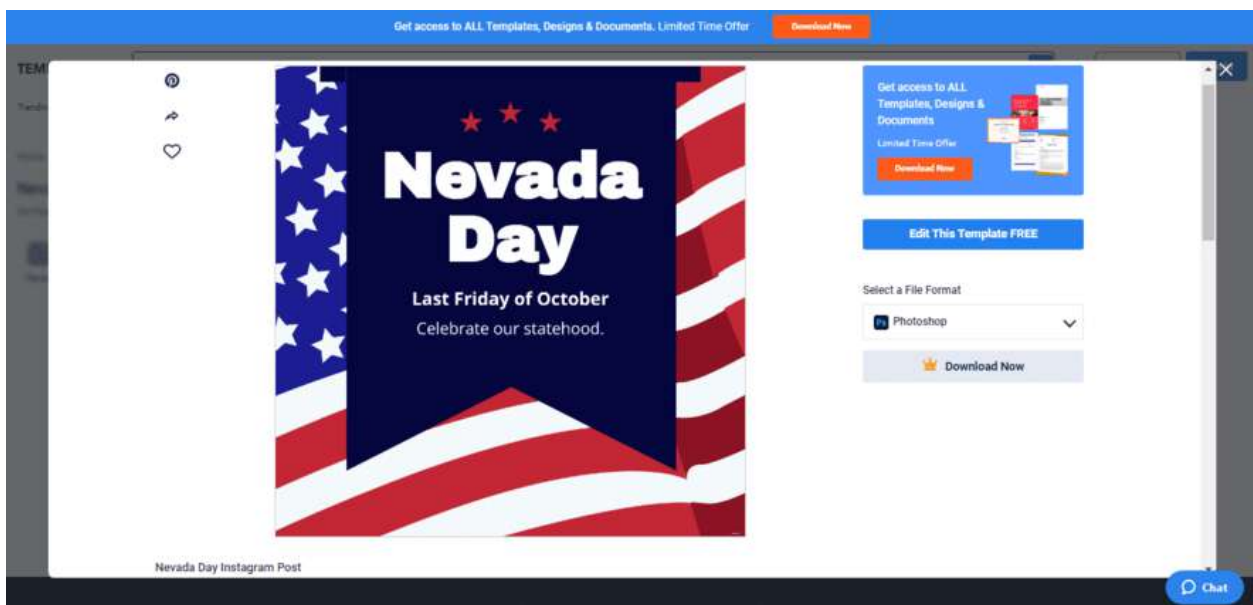 Get access to ALL Templates, Designs & Documents. Limited Time Offer
Download Now
TEM
Nevada
Day
Last Friday of October
Celebrate our statehood.
Get access to ALL
Templates, Designs &
Documents
Limited Time Offer
Download Now
Edit This Template FREE
Select a File Format
Ps Photoshop
Download Now
Nevada Day Instagram Post
Chat